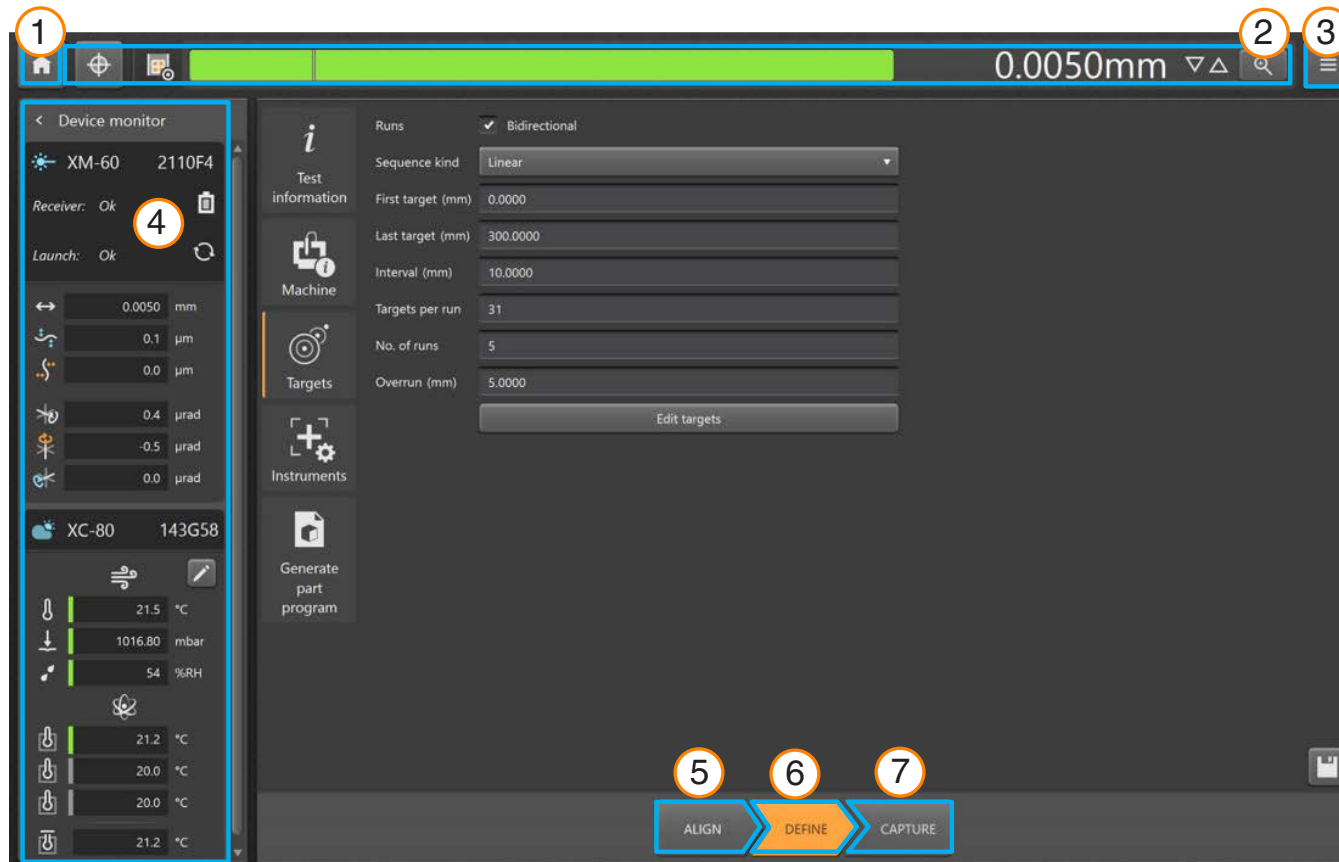 1
2
3
0.0050mm
Device monitor
XM-60 2110F4
Receiver: Ok
4
Launch: Ok
0.0050 mm
0.1 μm
0.0 μm
0.4 μrad
-0.5 μrad
0.0 μrad
XC-80 143G58
21.5 °C
1016.80 mbar
54 %RH
21.2 °C
20.0 °C
20.0 °C
21.2 °C
Test
information
Machine
Targets
Instruments
Generate
part
program
Runs Bidirectional
Sequence kind Linear
First target (mm) 0.0000
Last target (mm) 300.0000
Interval (mm) 10.0000
Targets per run 31
No. of runs 5
Overrun (mm) 5.0000
Edit targets
5
6
7
ALIGN
DEFINE
CAPTURE